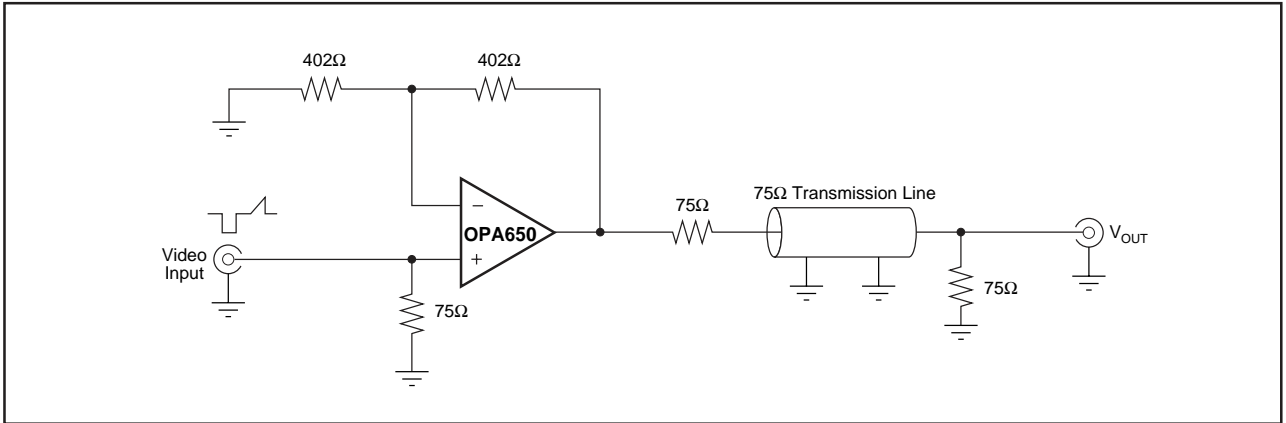 402Ω
402Ω
−
OPA650
+
Video
Input
75Ω
75Ω
75Ω Transmission Line
75Ω
V_OUT